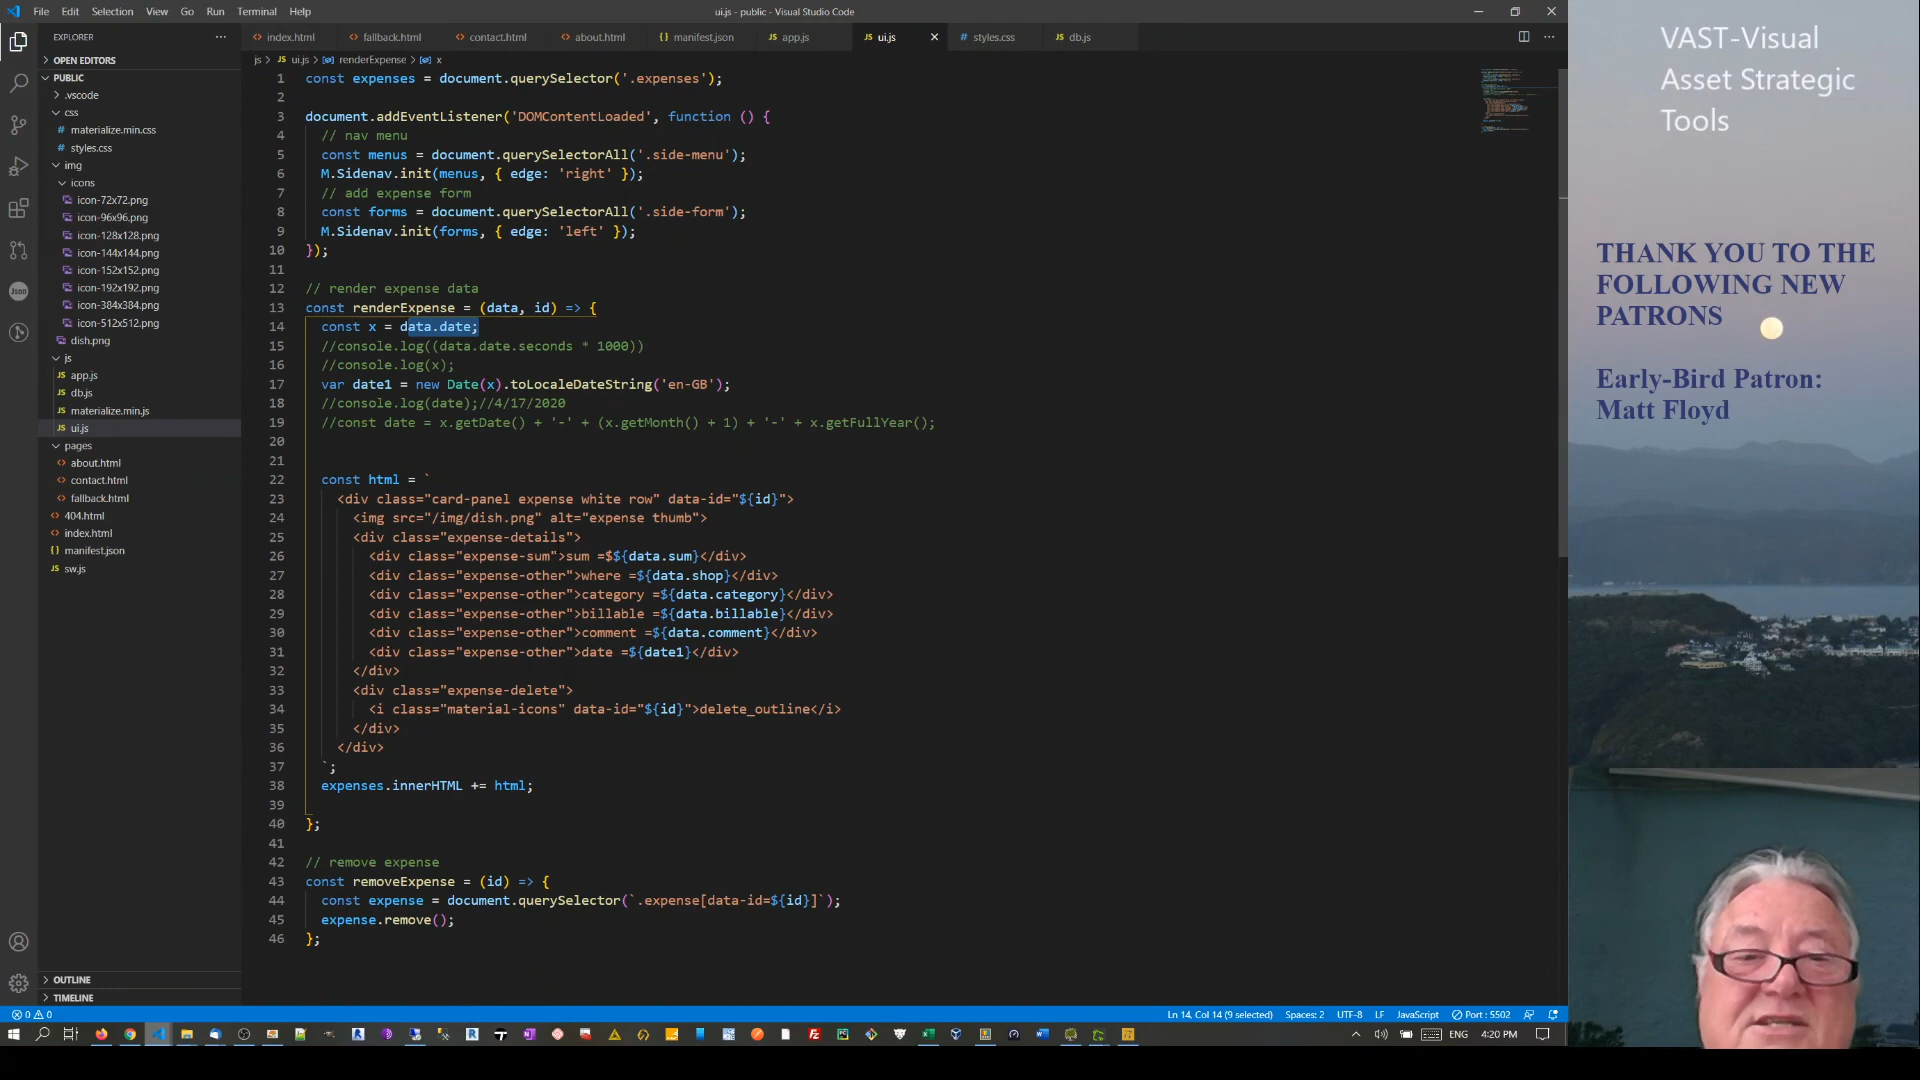 File Edit Selection View Go Run Terminal Help
ui.js - public - Visual Studio Code
EXPLORER
index.html fallback.html contact.html about.html manifest.json app.js ui.js styles.css db.js
js > ui.js > renderExpense > x
OPEN EDITORS
PUBLIC
.vscode
css
materialize.min.css
styles.css
img
icons
icon-72x72.png
icon-96x96.png
icon-128x128.png
icon-144x144.png
icon-152x152.png
icon-192x192.png
icon-384x384.png
icon-512x512.png
dish.png
js
app.js
db.js
materialize.min.js
ui.js
pages
about.html
contact.html
fallback.html
404.html
index.html
manifest.json
sw.js
OUTLINE
TIMELINE
1 const expenses = document.querySelector('.expenses');
2
3 document.addEventListener('DOMContentLoaded', function () {
4 // nav menu
5 const menus = document.querySelectorAll('.side-menu');
6 M.Sidenav.init(menus, { edge: 'right' });
7 // add expense form
8 const forms = document.querySelectorAll('.side-form');
9 M.Sidenav.init(forms, { edge: 'left' });
10 });
11
12 // render expense data
13 const renderExpense = (data, id) => {
14 const x = data.date;
15 //console.log((data.date.seconds * 1000))
16 //console.log(x);
17 var date1 = new Date(x).toLocaleDateString('en-GB');
18 //console.log(date);//4/17/2020
19 //const date = x.getDate() + '-' + (x.getMonth() + 1) + '-' + x.getFullYear();
20
21
22 const html = `
23 <div class="card-panel expense white row" data-id="${id}">
24 <img src="/img/dish.png" alt="expense thumb">
25 <div class="expense-details">
26 <div class="expense-sum">sum =$${data.sum}</div>
27 <div class="expense-other">where =${data.shop}</div>
28 <div class="expense-other">category =${data.category}</div>
29 <div class="expense-other">billable =${data.billable}</div>
30 <div class="expense-other">comment =${data.comment}</div>
31 <div class="expense-other">date =${date1}</div>
32 </div>
33 <div class="expense-delete">
34 <i class="material-icons" data-id="${id}">delete_outline</i>
35 </div>
36 </div>
37 `;
38 expenses.innerHTML += html;
39
40 };
41
42 // remove expense
43 const removeExpense = (id) => {
44 const expense = document.querySelector(`.expense[data-id=${id}]`);
45 expense.remove();
46 };
0 0 Ln 14, Col 14 (9 selected) Spaces: 2 UTF-8 LF JavaScript Port : 5502
ENG 4:20 PM
VAST-Visual
Asset Strategic
Tools
THANK YOU TO THE
FOLLOWING NEW
PATRONS
Early-Bird Patron:
Matt Floyd